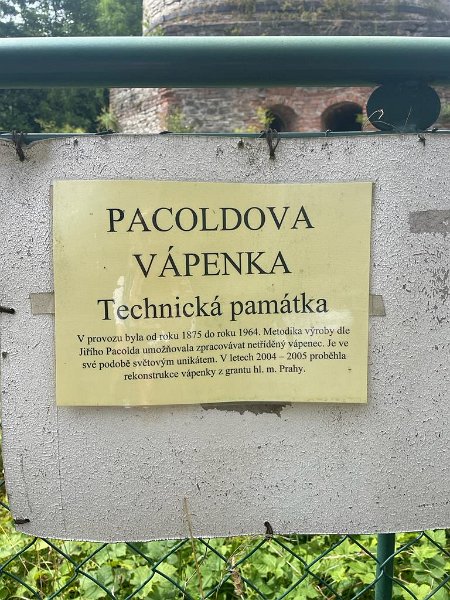 PACOLDOVA
VÁPENKA
Technická památka
V provozu byla od roku 1875 do roku 1964. Metodika výroby dle
Jiřího Pacolda umožňovala zpracovávat netříděný vápenec. Je ve
své podobě světovým unikátem. V letech 2004 – 2005 proběhla
rekonstrukce vápenky z grantu hl. m. Prahy.